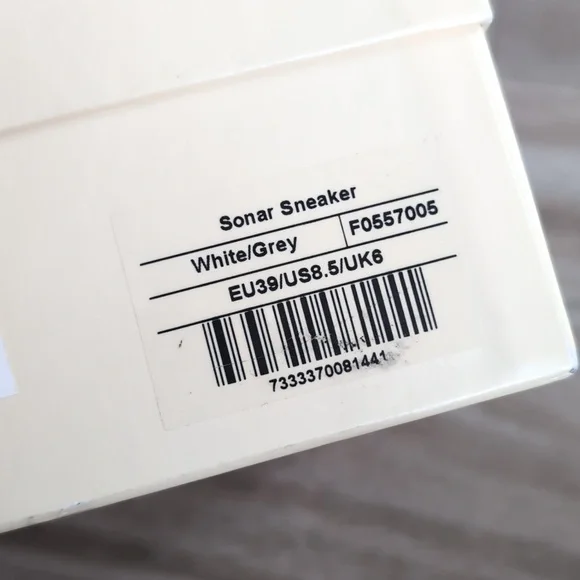 Sonar Sneaker
White/Grey F0557005
EU39/US8.5/UK6
7333370081441